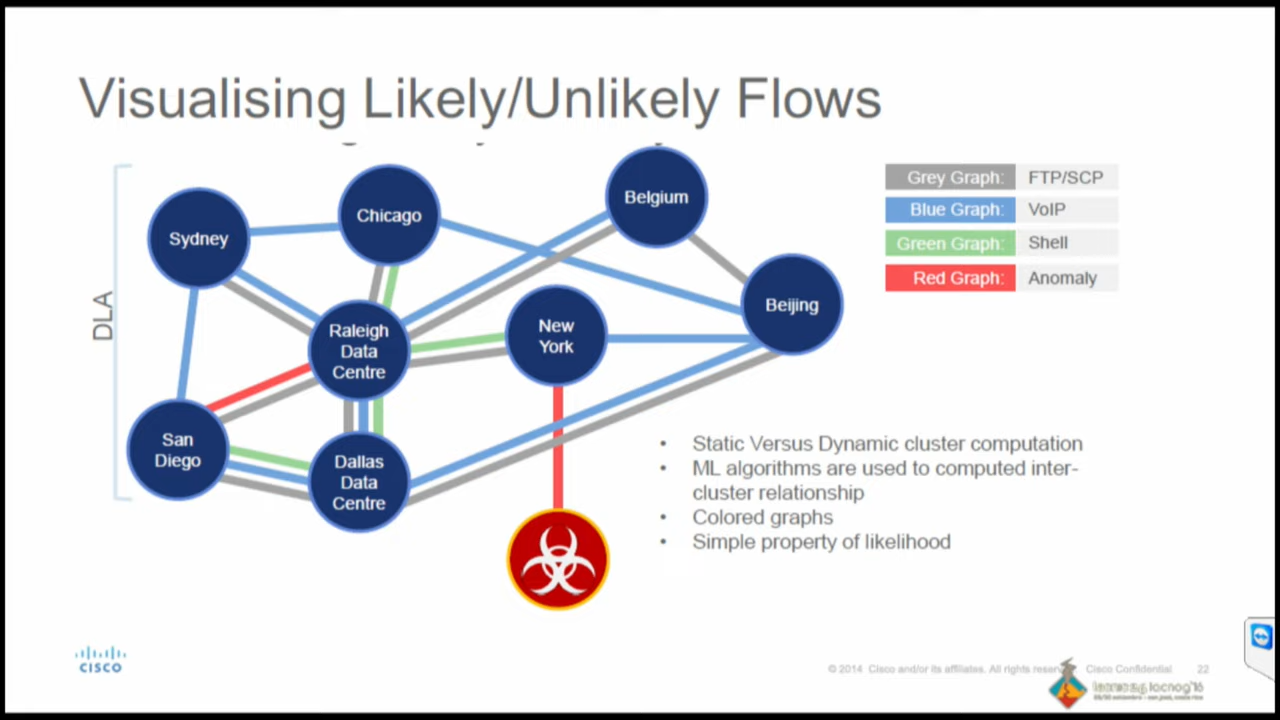 Visualising Likely/Unlikely Flows
DLA
Sydney
Chicago
Belgium
Beijing
Raleigh
Data
Centre
New
York
San
Diego
Dallas
Data
Centre
Grey Graph: FTP/SCP
Blue Graph: VoIP
Green Graph: Shell
Red Graph: Anomaly
• Static Versus Dynamic cluster computation
• ML algorithms are used to computed inter-
cluster relationship
• Colored graphs
• Simple property of likelihood
CISCO
© 2014 Cisco and/or its affiliates. All rights Cisco Confidential 22
lacnog'16